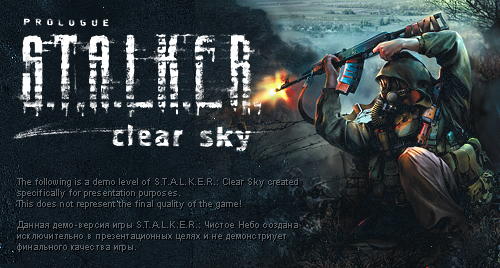 PROLOGUE
S.T.A.L.K.E.R.
clear sky
The following is a demo level of S.T.A.L.K.E.R.: Clear Sky created
specifically for presentation purposes.
This does not represent the final quality of the game!
Данная демо-версия игры S.T.A.L.K.E.R.: Чистое Небо создана
исключительно в презентационных целях и не демонстриует
финального качества игры.